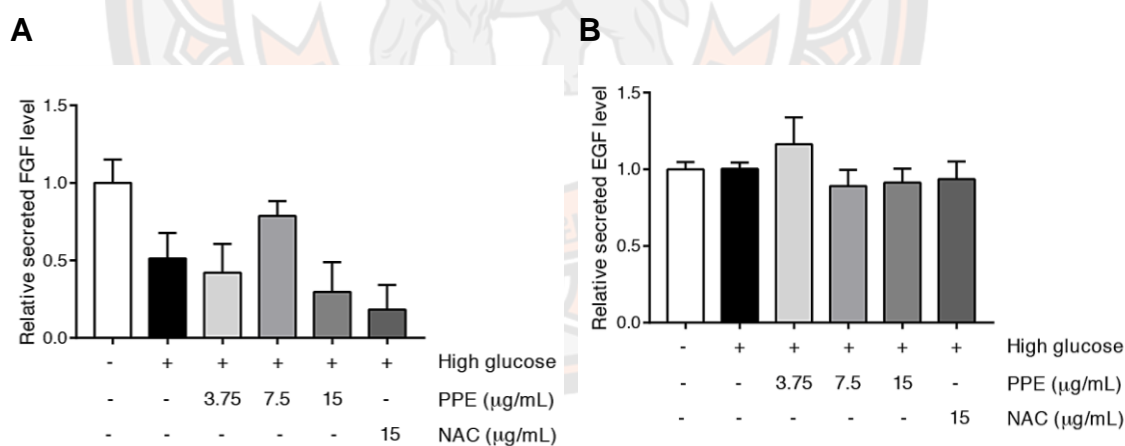 A
Relative secreted FGF level
1.5
1.0
0.5
0.0
- + + + + + High glucose
- - 3.75 7.5 15 - PPE (μg/mL)
- - - - - 15 NAC (μg/mL)
B
Relative secreted EGF level
1.5
1.0
0.5
0.0
- + + + + + High glucose
- - 3.75 7.5 15 - PPE (μg/mL)
- - - - - 15 NAC (μg/mL)